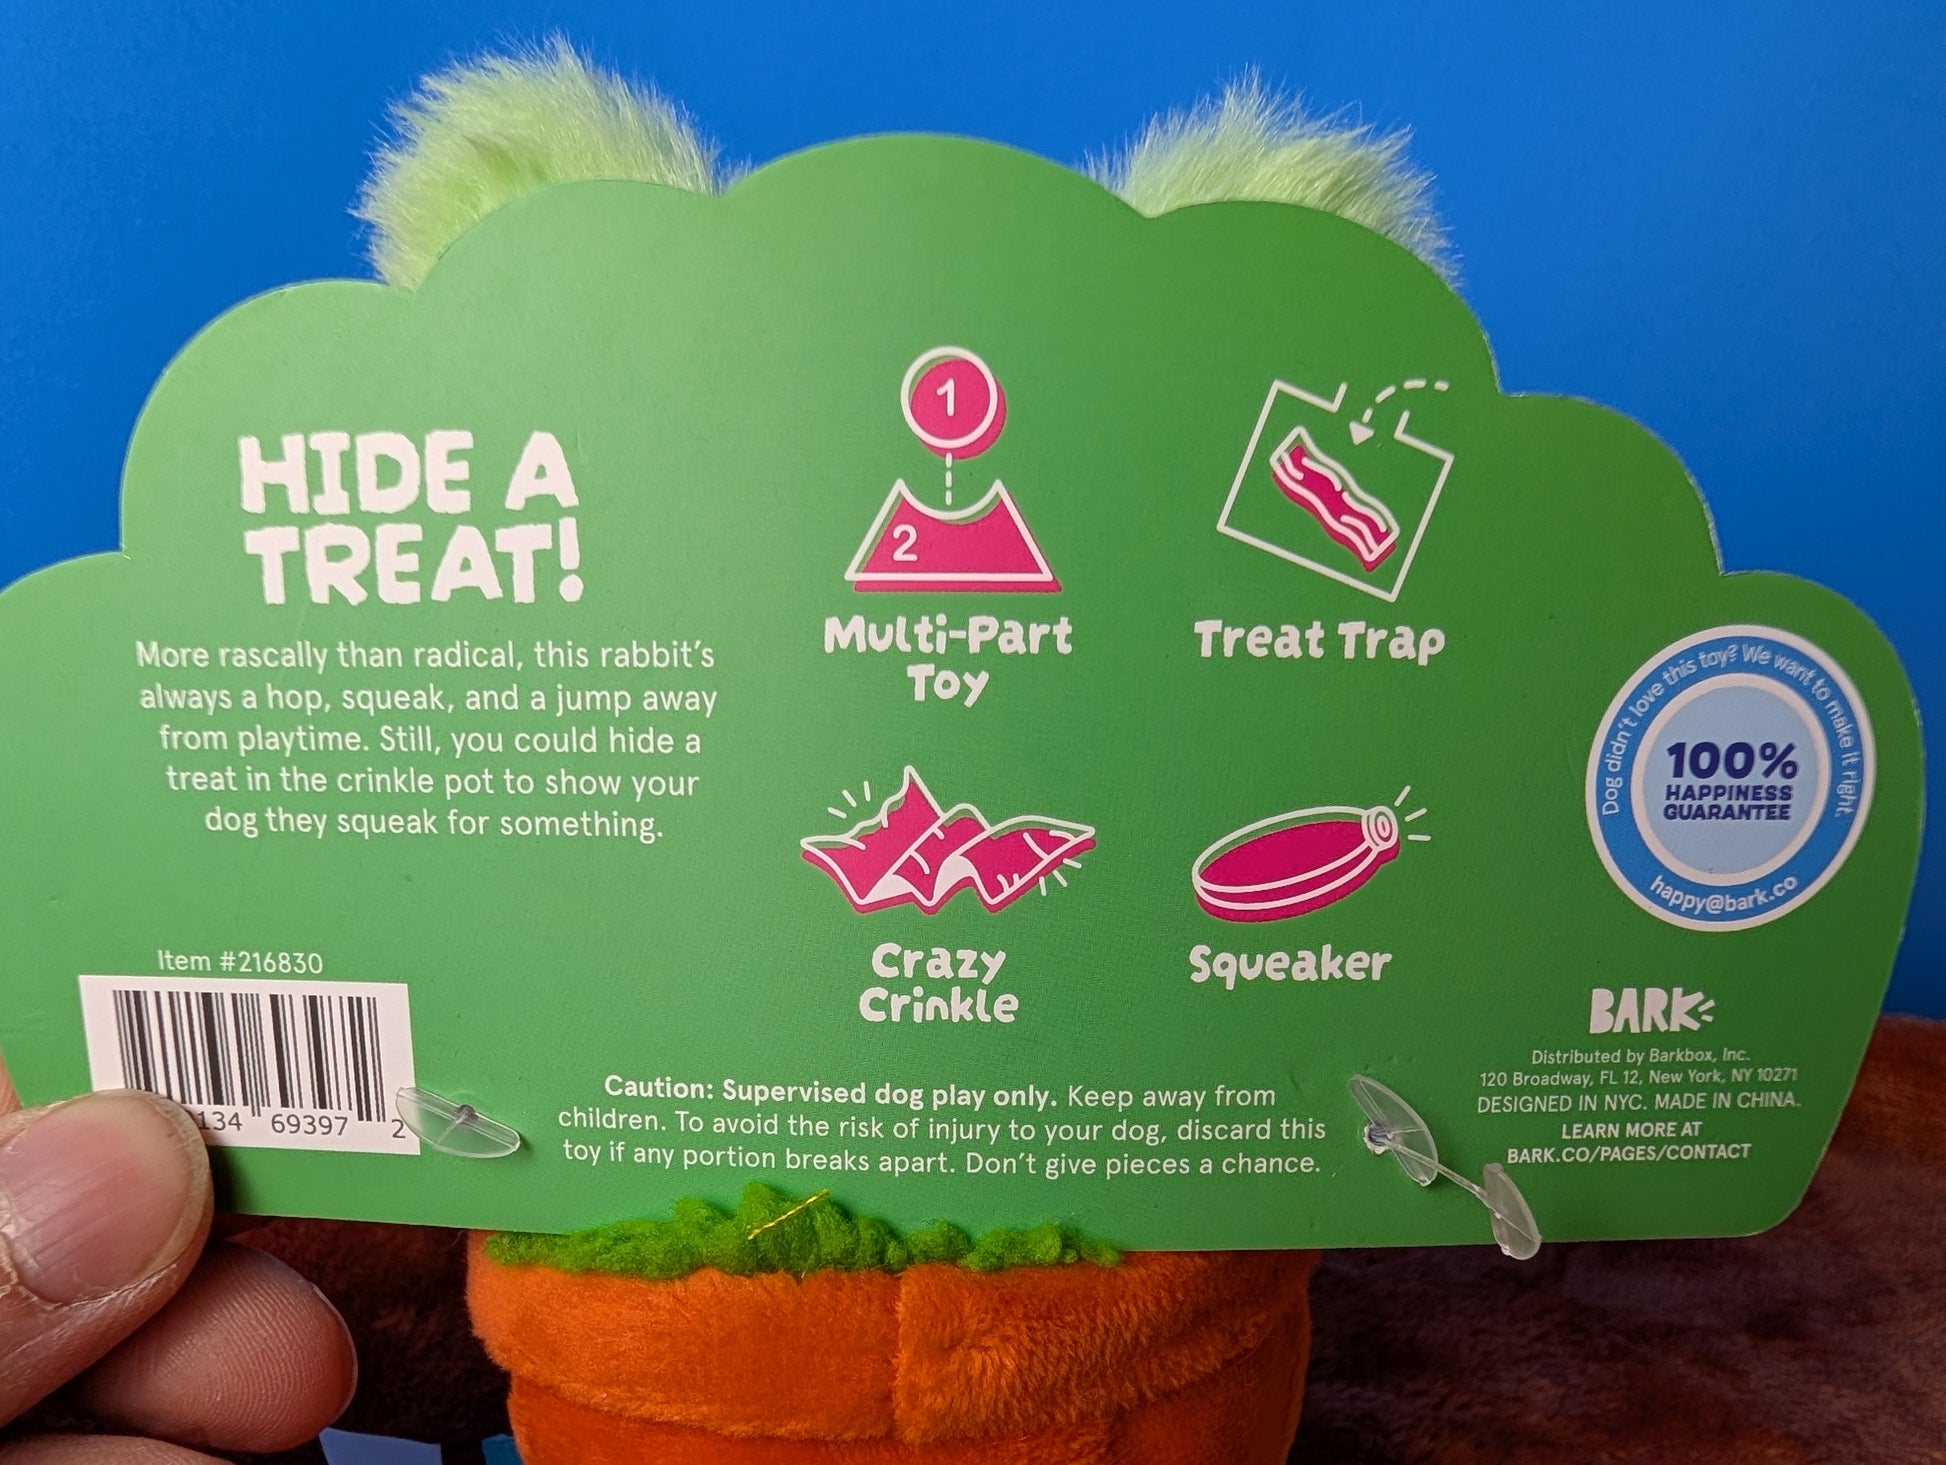 HIDE A
TREAT!
More rascally than radical, this rabbit's
always a hop, squeak, and a jump away
from playtime. Still, you could hide a
treat in the crinkle pot to show your
dog they squeak for something.
1
2
Multi-Part
Toy
Treat Trap
Crazy
Crinkle
Squeaker
Dog didn't love this toy? We want to make it right.
100%
HAPPINESS
GUARANTEE
happy@bark.co
Item #216830
134 69397 2
Caution: Supervised dog play only. Keep away from
children. To avoid the risk of injury to your dog, discard this
toy if any portion breaks apart. Don't give pieces a chance.
BARK
Distributed by Barkbox, Inc.
120 Broadway, FL 12, New York, NY 10271
DESIGNED IN NYC. MADE IN CHINA.
LEARN MORE AT
BARK.CO/PAGES/CONTACT